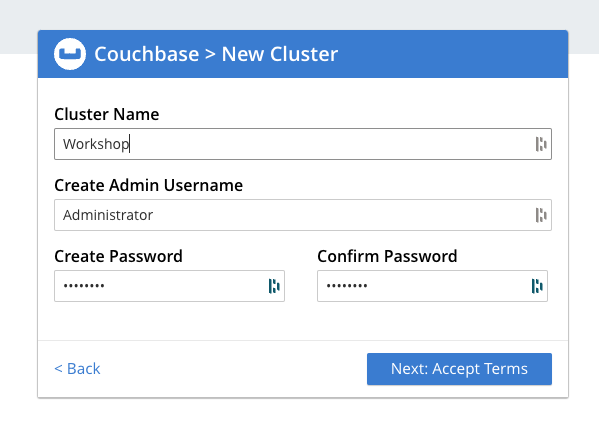 Couchbase > New Cluster
Cluster Name
Workshop
Create Admin Username
Administrator
Create Password Confirm Password
•••••••• ••••••••
< Back Next: Accept Terms